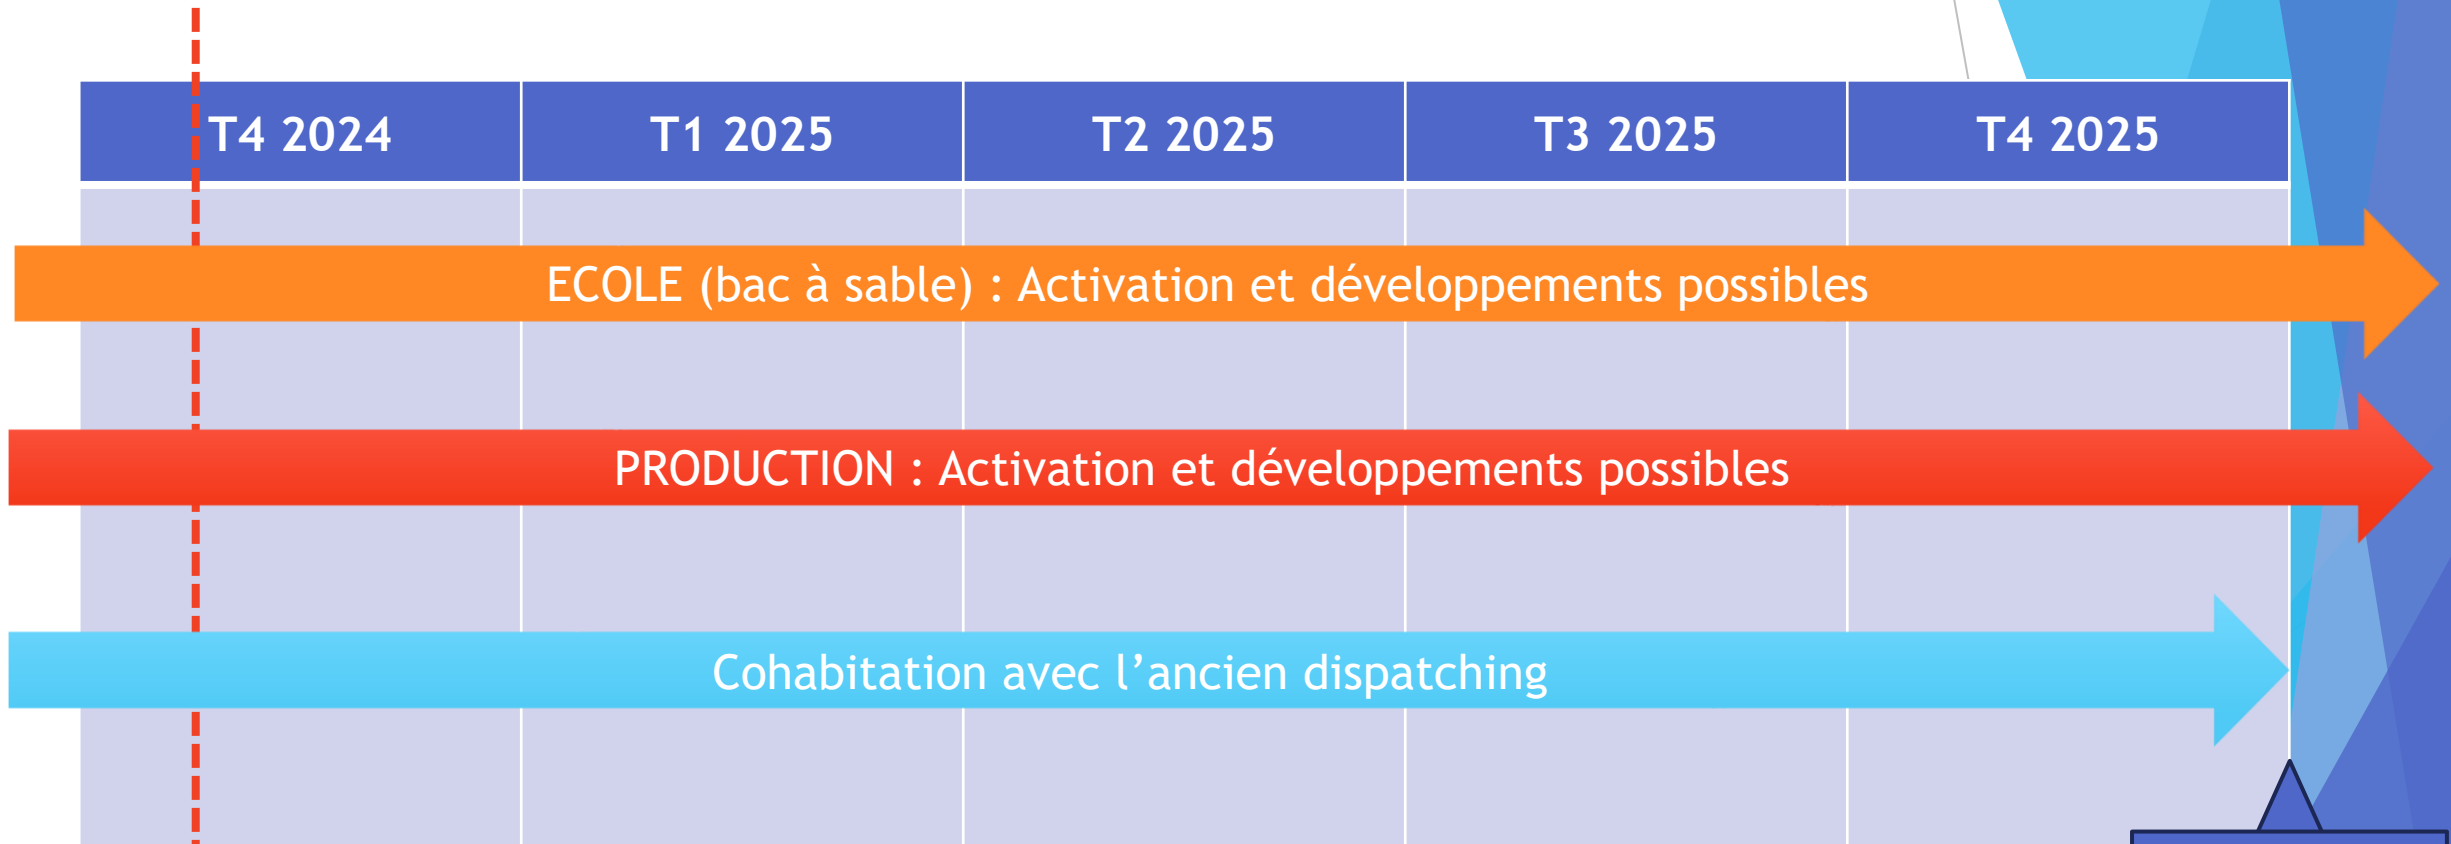 T4 2024
T1 2025
T2 2025
T3 2025
T4 2025
ECOLE (bac à sable) : Activation et développements possibles
PRODUCTION : Activation et développements possibles
Cohabitation avec l’ancien dispatching